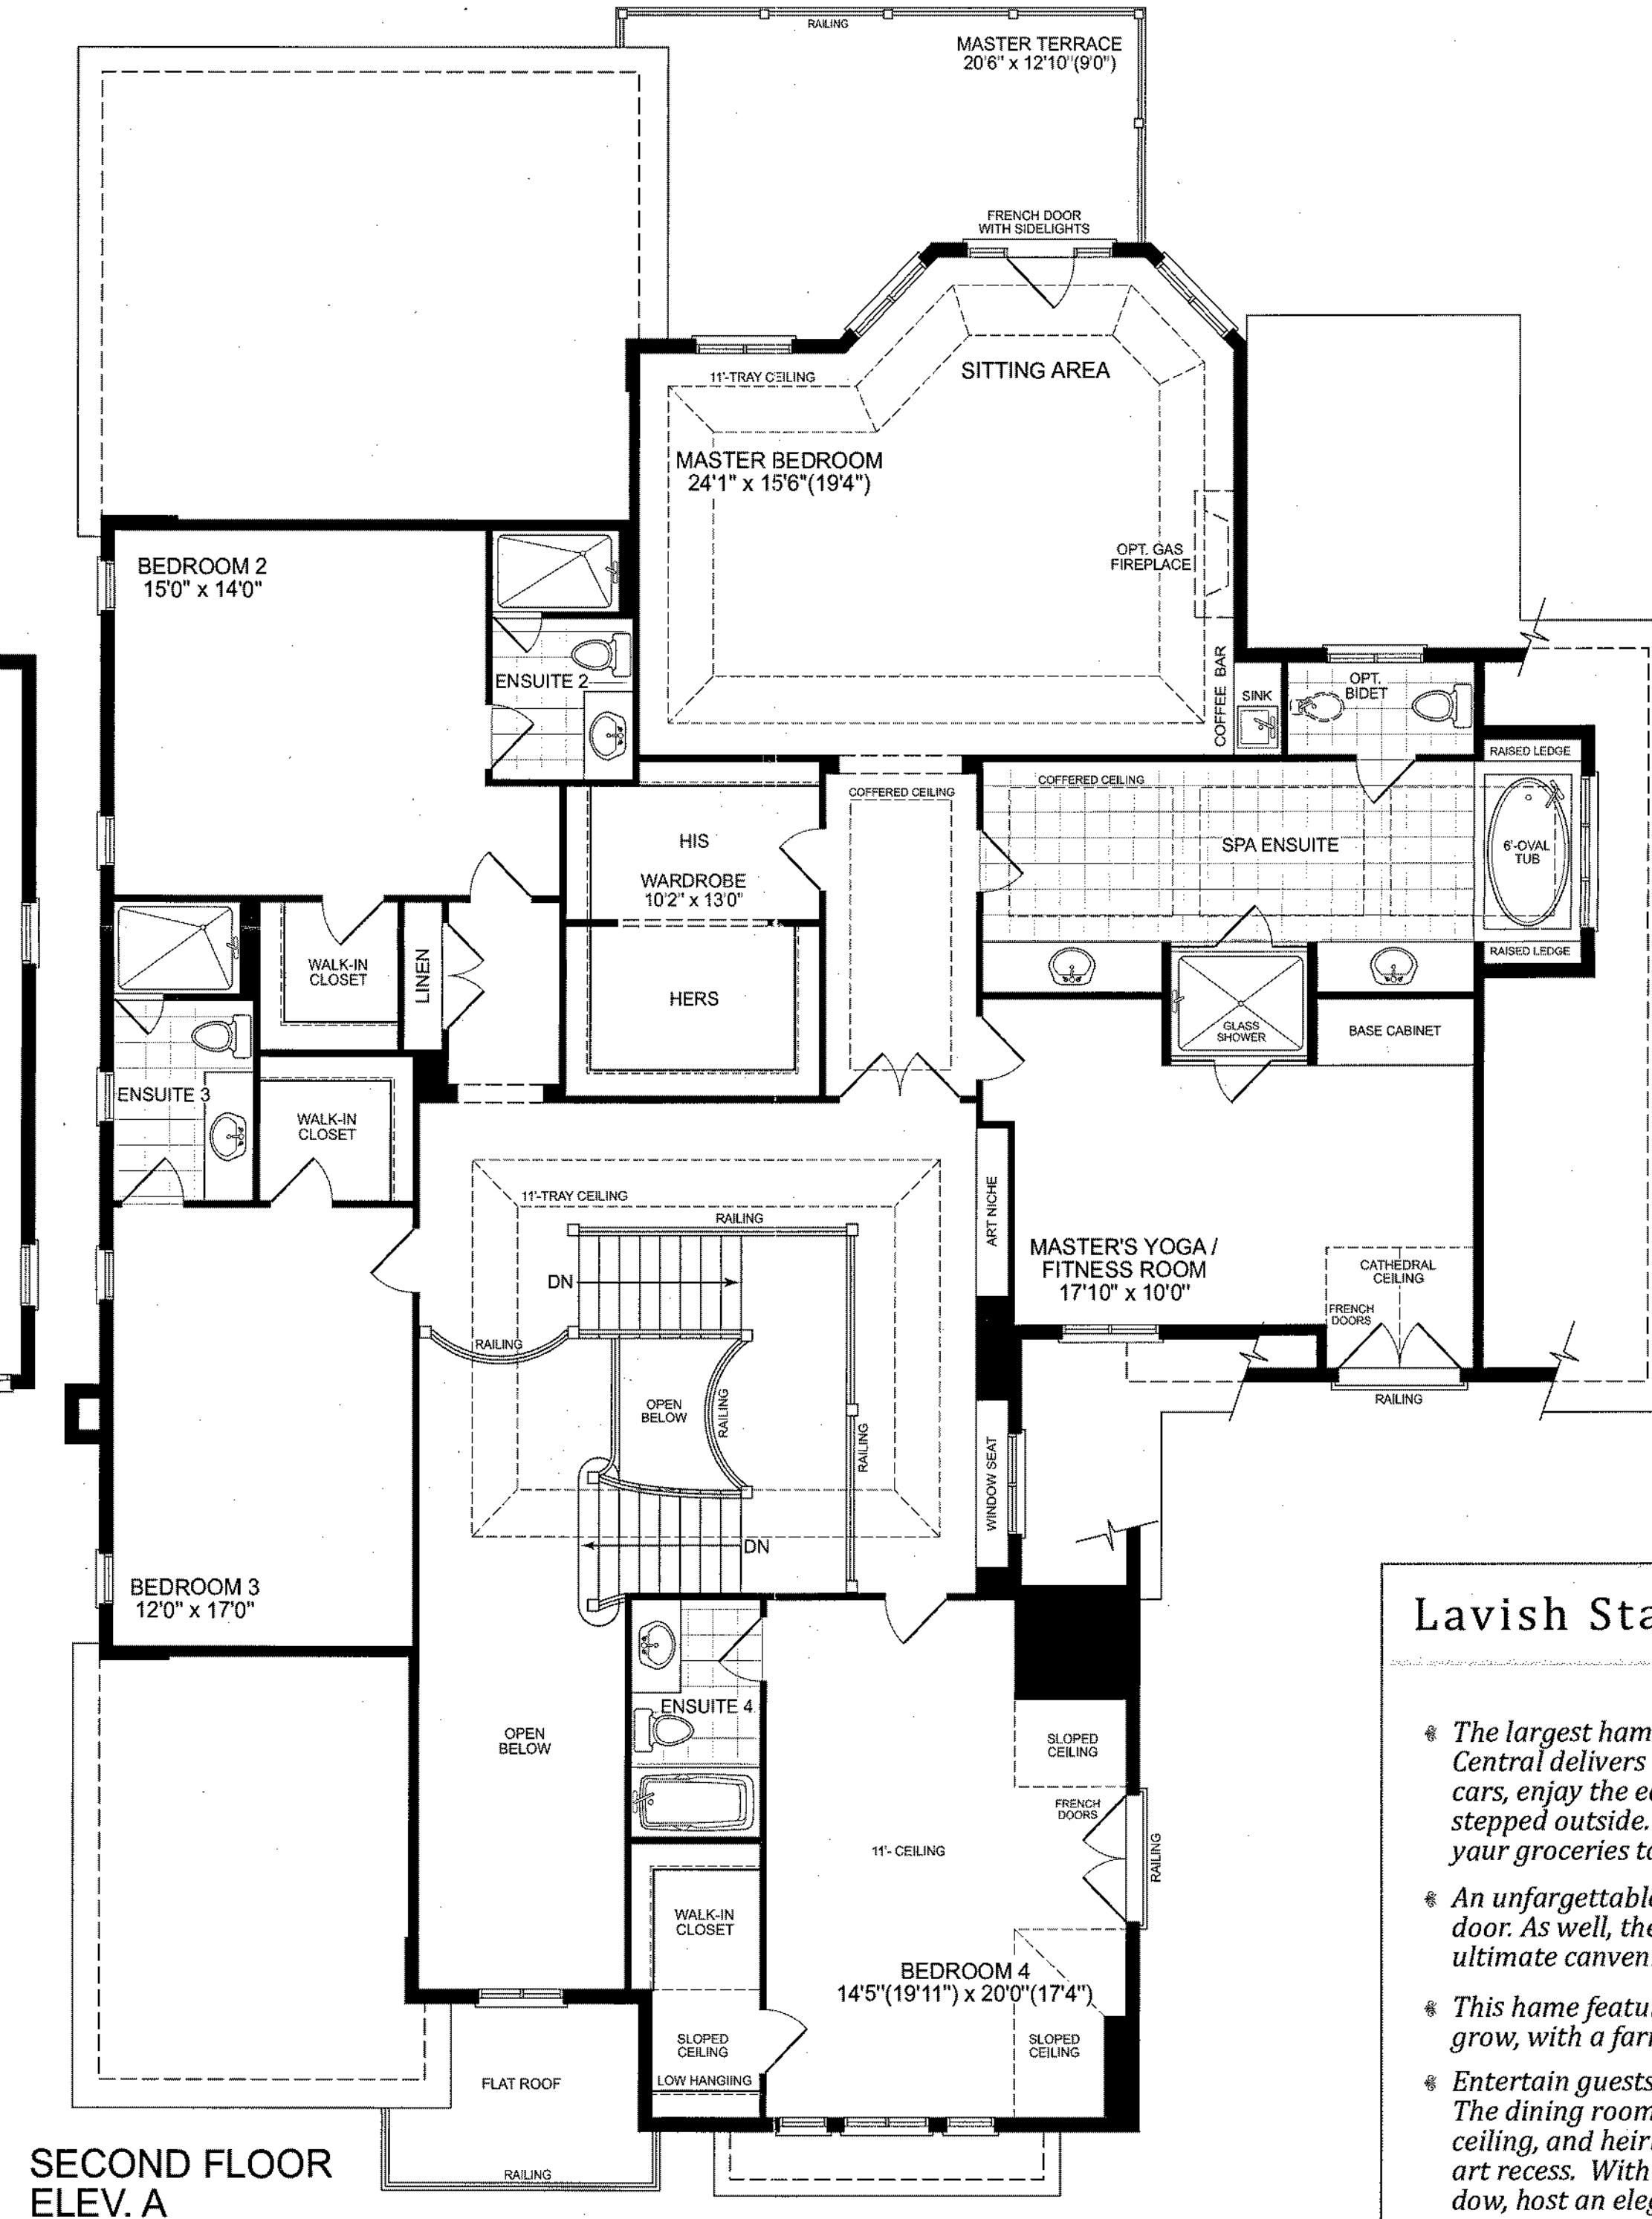 RAILING
MASTER TERRACE
20'6" x 12'10"(9'0")
FRENCH DOOR
WITH SIDELIGHTS
11'-TRAY CEILING
SITTING AREA
MASTER BEDROOM
24'1" x 15'6"(19'4")
OPT. GAS
FIREPLACE
BEDROOM 2
15'0" x 14'0"
ENSUITE 2
COFFEE BAR
SINK
OPT.
BIDET
RAISED LEDGE
COFFERED CEILING
COFFERED CEILING
HIS
WARDROBE
10'2" x 13'0"
HERS
SPA ENSUITE
6'-OVAL
TUB
RAISED LEDGE
WALK-IN
CLOSET
LINEN
GLASS
SHOWER
BASE CABINET
ENSUITE 3
WALK-IN
CLOSET
11'-TRAY CEILING
RAILING
ART NICHE
DN
MASTER'S YOGA /
FITNESS ROOM
17'10" x 10'0"
CATHEDRAL
CEILING
FRENCH
DOORS
RAILING
RAILING
OPEN
BELOW
RAILING
RAILING
WINDOW SEAT
DN
BEDROOM 3
12'0" x 17'0"
ENSUITE 4
OPEN
BELOW
SLOPED
CEILING
FRENCH
DOORS
RAILING
11'- CEILING
WALK-IN
CLOSET
BEDROOM 4
14'5"(19'11") x 20'0"(17'4")
SLOPED
CEILING
SLOPED
CEILING
LOW HANGIING
FLAT ROOF
RAILING
SECOND FLOOR
ELEV. A
Lavish Sta
The largest ham
Central delivers
cars, enjoy the e
stepped outside.
yaur groceries to
An unfargettable
door. As well, the
ultimate canven
This hame featu
grow, with a far
Entertain guests
The dining room
ceiling, and heir
art recess. With
dow, host an ele